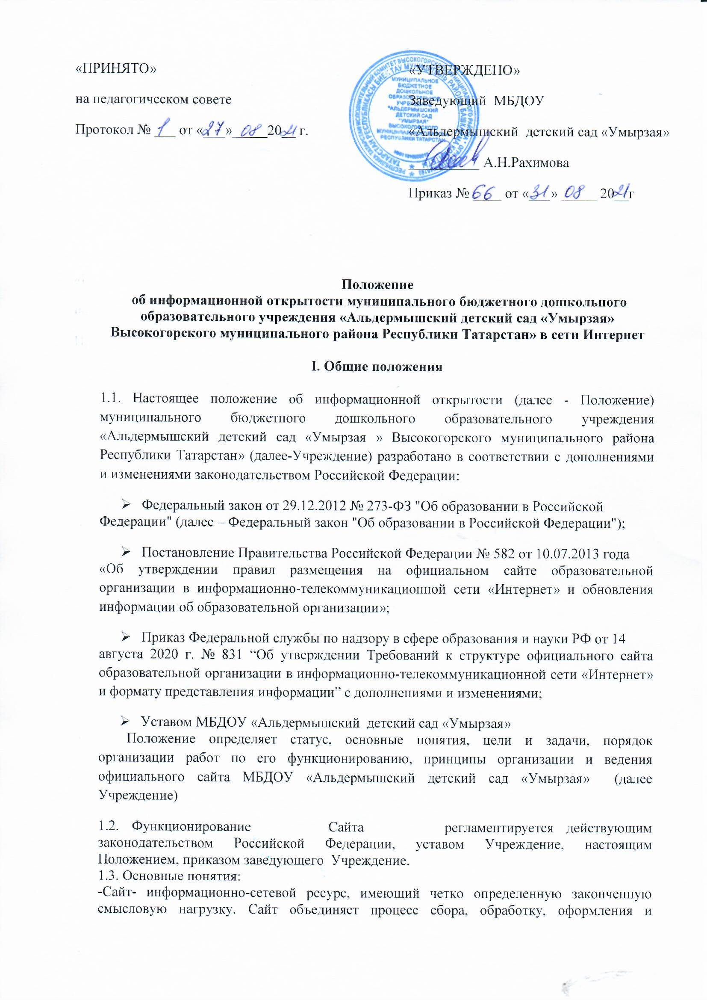 «ПРИНЯТО»
на педагогическом совете
Протокол № 1 от «27» 08 2021 г.
«УТВЕРЖДЕНО»
Заведующий МБДОУ
«Альдермышский детский сад «Умырзая»
А.Н.Рахимова
Приказ № 66 от «31» 08 2021г
МУНИЦИПАЛЬНОЕ
БЮДЖЕТНОЕ
ДОШКОЛЬНОЕ
ОБРАЗОВАТЕЛЬНОЕ
УЧРЕЖДЕНИЕ
"АЛЬДЕРМЫШСКИЙ
ДЕТСКИЙ САД
"УМЫРЗАЯ"
ВЫСОКОГОРСКОГО
РЕСПУБЛИКИ ТАТАРСТАН
Положение
об информационной открытости муниципального бюджетного дошкольного
образовательного учреждения «Альдермышский детский сад «Умырзая»
Высокогорского муниципального района Республики Татарстан» в сети Интернет
I. Общие положения
1.1. Настоящее положение об информационной открытости (далее - Положение)
муниципального бюджетного дошкольного образовательного учреждения
«Альдермышский детский сад «Умырзая » Высокогорского муниципального района
Республики Татарстан» (далее-Учреждение) разработано в соответствии с дополнениями
и изменениями законодательством Российской Федерации:
➢ Федеральный закон от 29.12.2012 № 273-ФЗ "Об образовании в Российской
Федерации" (далее – Федеральный закон "Об образовании в Российской Федерации");
➢ Постановление Правительства Российской Федерации № 582 от 10.07.2013 года
«Об утверждении правил размещения на официальном сайте образовательной
организации в информационно-телекоммуникационной сети «Интернет» и обновления
информации об образовательной организации»;
➢ Приказ Федеральной службы по надзору в сфере образования и науки РФ от 14
августа 2020 г. № 831 “Об утверждении Требований к структуре официального сайта
образовательной организации в информационно-телекоммуникационной сети «Интернет»
и формату представления информации” с дополнениями и изменениями;
➢ Уставом МБДОУ «Альдермышский детский сад «Умырзая»
Положение определяет статус, основные понятия, цели и задачи, порядок
организации работ по его функционированию, принципы организации и ведения
официального сайта МБДОУ «Альдермышский детский сад «Умырзая» (далее
Учреждение)
1.2. Функционирование Сайта регламентируется действующим
законодательством Российской Федерации, уставом Учреждение, настоящим
Положением, приказом заведующего Учреждение.
1.3. Основные понятия:
-Сайт- информационно-сетевой ресурс, имеющий четко определенную законченную
смысловую нагрузку. Сайт объединяет процесс сбора, обработку, оформления и